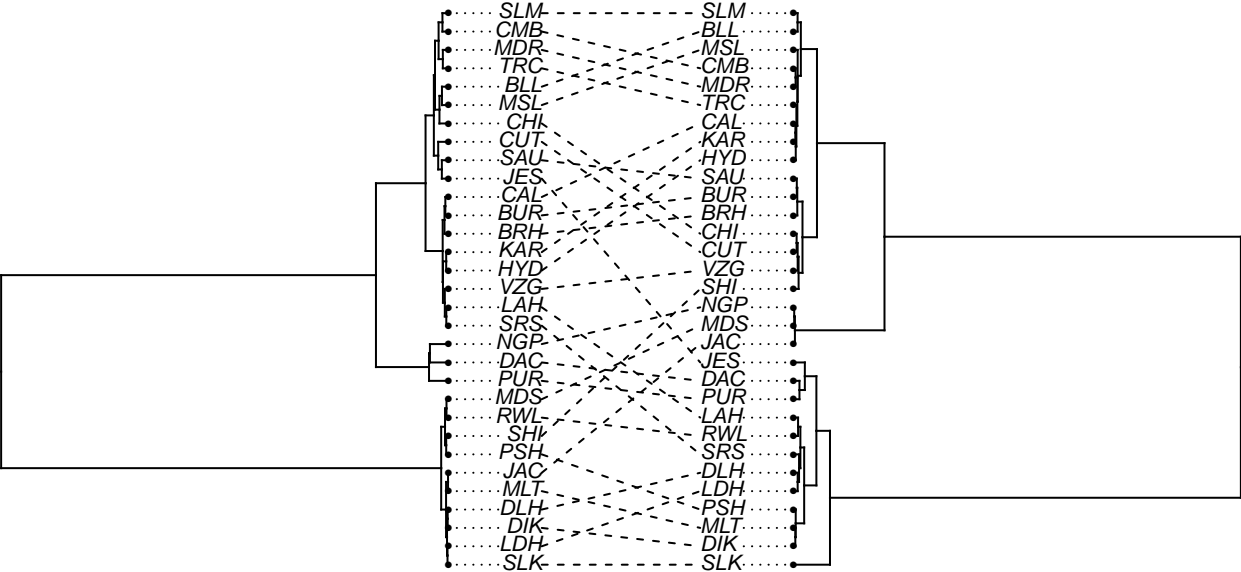 SLM SLM
CMB BLL
MDR MSL
TRC CMB
BLL MDR
MSL TRC
CHI CAL
CUT KAR
SAU HYD
JES SAU
CAL BUR
BUR BRH
BRH CHI
KAR CUT
HYD VZG
VZG SHI
LAH NGP
SRS MDS
NGP JAC
DAC JES
PUR DAC
MDS PUR
RWL LAH
SHI RWL
PSH SRS
JAC DLH
MLT LDH
DLH PSH
DIK MLT
LDH DIK
SLK SLK